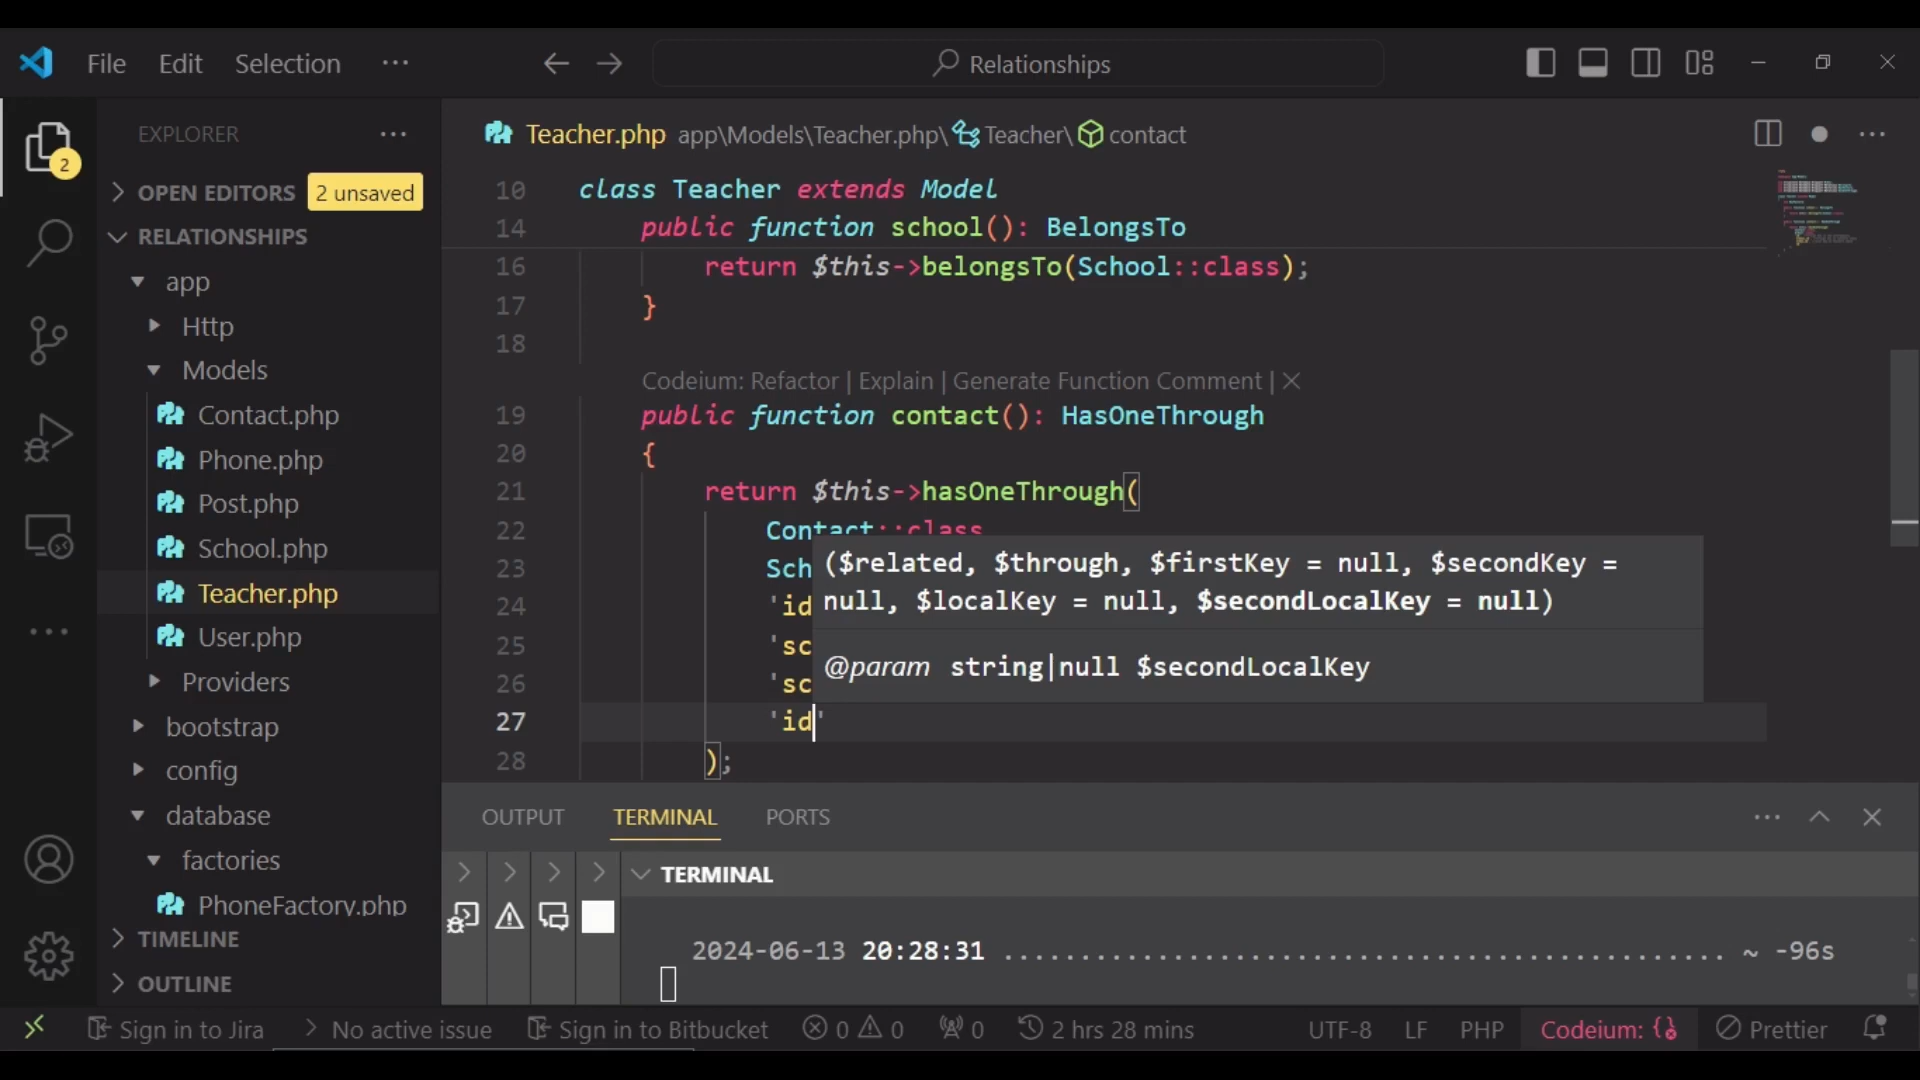 File Edit Selection ··· Relationships
EXPLORER ···
2
OPEN EDITORS 2 unsaved
RELATIONSHIPS
app
Http
Models
Contact.php
Phone.php
Post.php
School.php
Teacher.php
User.php
Providers
bootstrap
config
database
factories
PhoneFactory.php
TIMELINE
OUTLINE
Teacher.php app\Models\Teacher.php\Teacher\contact
10 class Teacher extends Model
14 public function school(): BelongsTo
16 return $this->belongsTo(School::class);
17 }
18
Codeium: Refactor | Explain | Generate Function Comment | ×
19 public function contact(): HasOneThrough
20 {
21 return $this->hasOneThrough(
22 Contact::class
23 Sch
24 'id
25 'sc
26 'sc
27 'id'
28 );
($related, $through, $firstKey = null, $secondKey =
null, $localKey = null, $secondLocalKey = null)
@param string|null $secondLocalKey
OUTPUT TERMINAL PORTS
TERMINAL
2024-06-13 20:28:31 ............................................... ~ -96s
Sign in to Jira No active issue Sign in to Bitbucket 0 0 0 2 hrs 28 mins UTF-8 LF PHP Codeium: {} Prettier